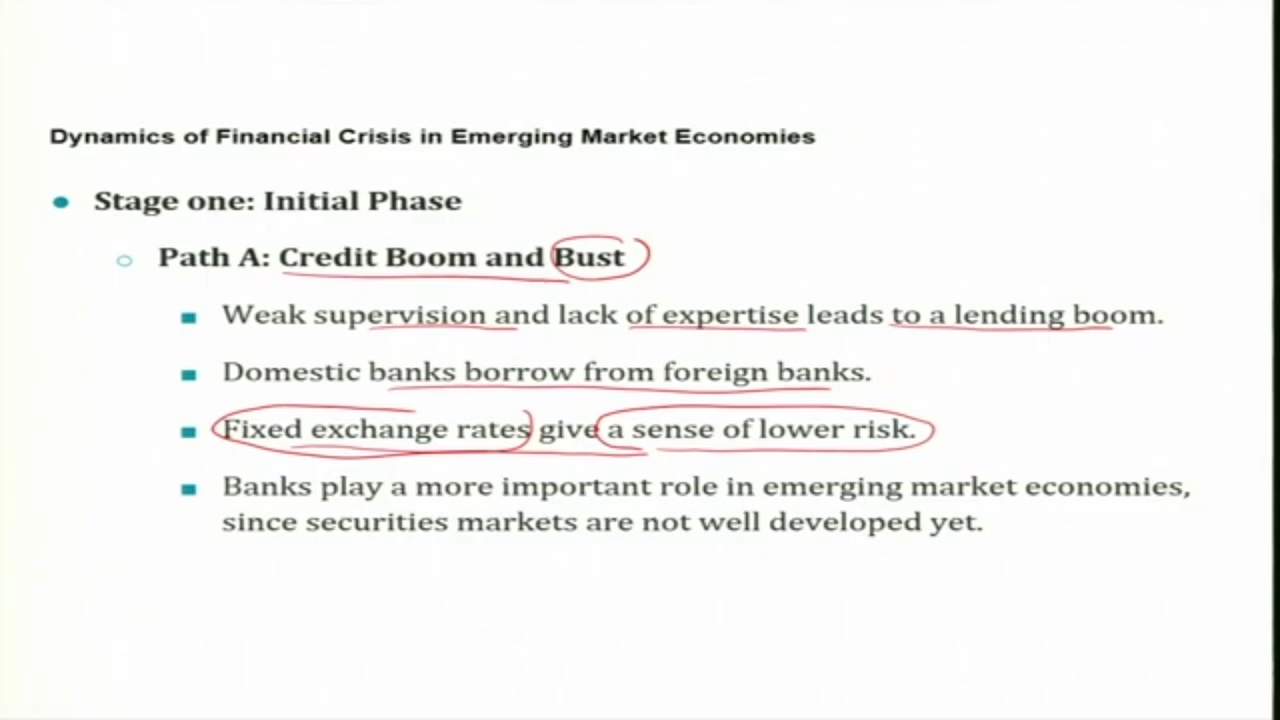 Dynamics of Financial Crisis in Emerging Market Economies
Stage one: Initial Phase
Path A: Credit Boom and Bust
Weak supervision and lack of expertise leads to a lending boom.
Domestic banks borrow from foreign banks.
Fixed exchange rates give a sense of lower risk.
Banks play a more important role in emerging market economies,
since securities markets are not well developed yet.